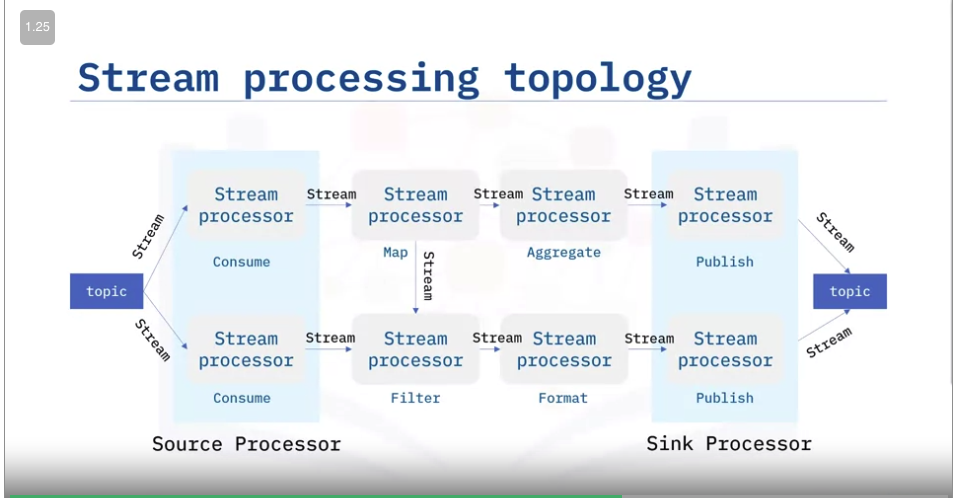 1.25
Stream processing topology
Stream
processor
Consume
Stream
Stream
processor
Map
Stream
Stream
processor
Aggregate
Stream
Stream
processor
Publish
Stream
Stream
Stream
topic
topic
Stream
Stream
processor
Consume
Stream
Stream
processor
Filter
Stream
Stream
processor
Format
Stream
Stream
processor
Publish
Stream
Source Processor
Sink Processor